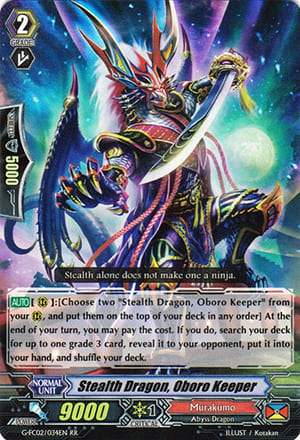 2
GRADE
5000
Stealth alone does not make one a ninja.
AUTO :[Choose two "Stealth Dragon, Oboro Keeper" from
your , and put them on the top of your deck in any order] At the
end of your turn, you may pay the cost. If you do, search your deck
for up to one grade 3 card, reveal it to your opponent, put it into
your hand, and shuffle your deck.
NORMAL
UNIT
Stealth Dragon, Oboro Keeper
POWER
9000
1
CRITICAL
Murakumo
Abyss Dragon
G-FC02/034EN RR
ILLUST / Kotakan